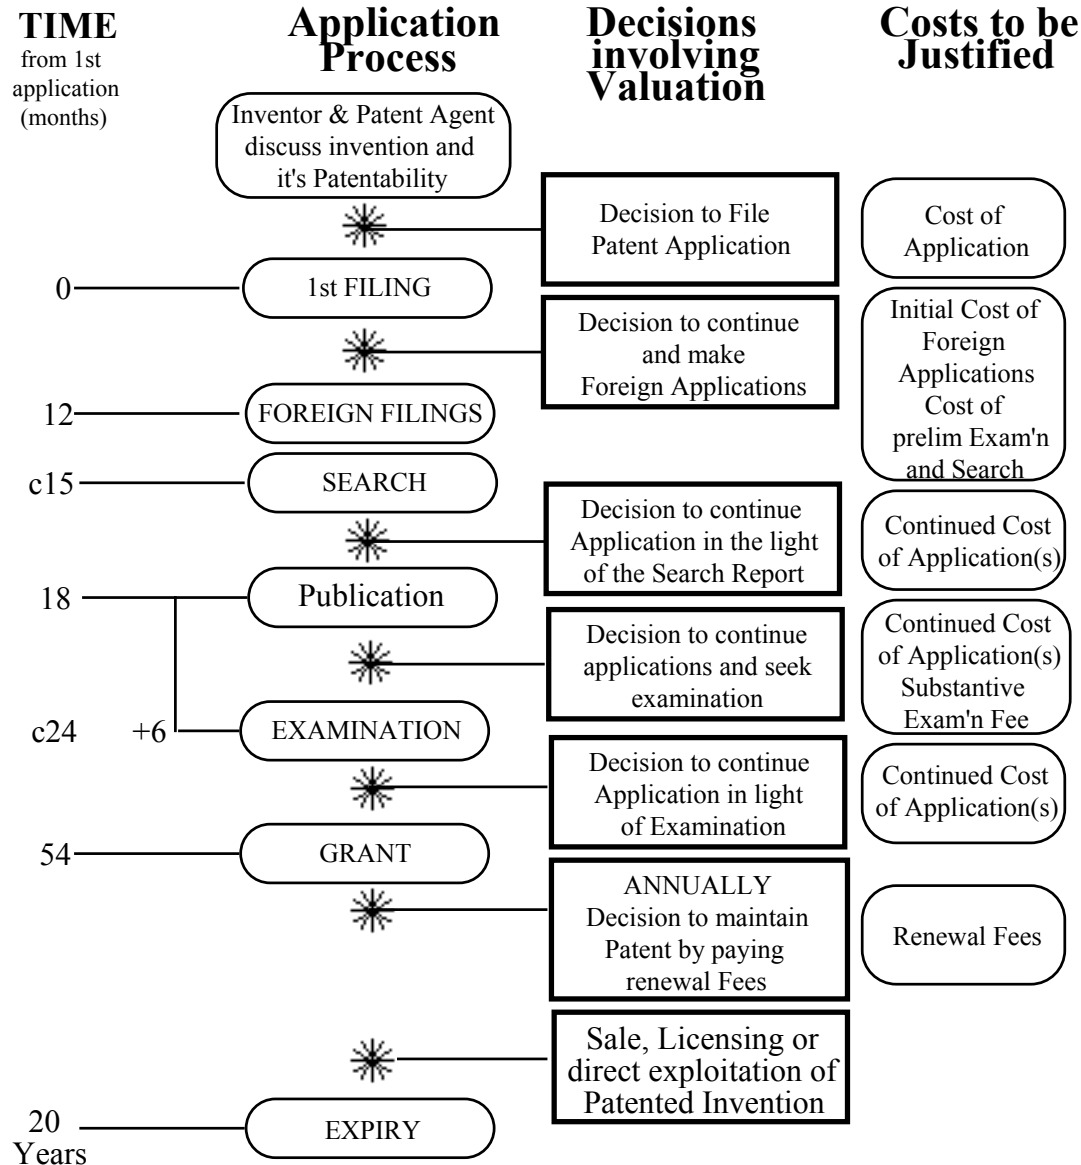 TIME
from 1st
application
(months)
Application
Process
Decisions
involving
Valuation
Costs to be
Justified
Inventor & Patent Agent
discuss invention and
it's Patentability
Decision to File
Patent Application
Cost of
Application
0
1st FILING
Decision to continue
and make
Foreign Applications
Initial Cost of
Foreign
Applications
Cost of
prelim Exam'n
and Search
12
FOREIGN FILINGS
c15
SEARCH
Decision to continue
Application in the light
of the Search Report
Continued Cost
of Application(s)
18
Publication
Decision to continue
applications and seek
examination
Continued Cost
of Application(s)
Substantive
Exam'n Fee
c24
+6
EXAMINATION
Decision to continue
Application in light
of Examination
Continued Cost
of Application(s)
54
GRANT
ANNUALLY
Decision to maintain
Patent by paying
renewal Fees
Renewal Fees
Sale, Licensing or
direct exploitation of
Patented Invention
20
Years
EXPIRY